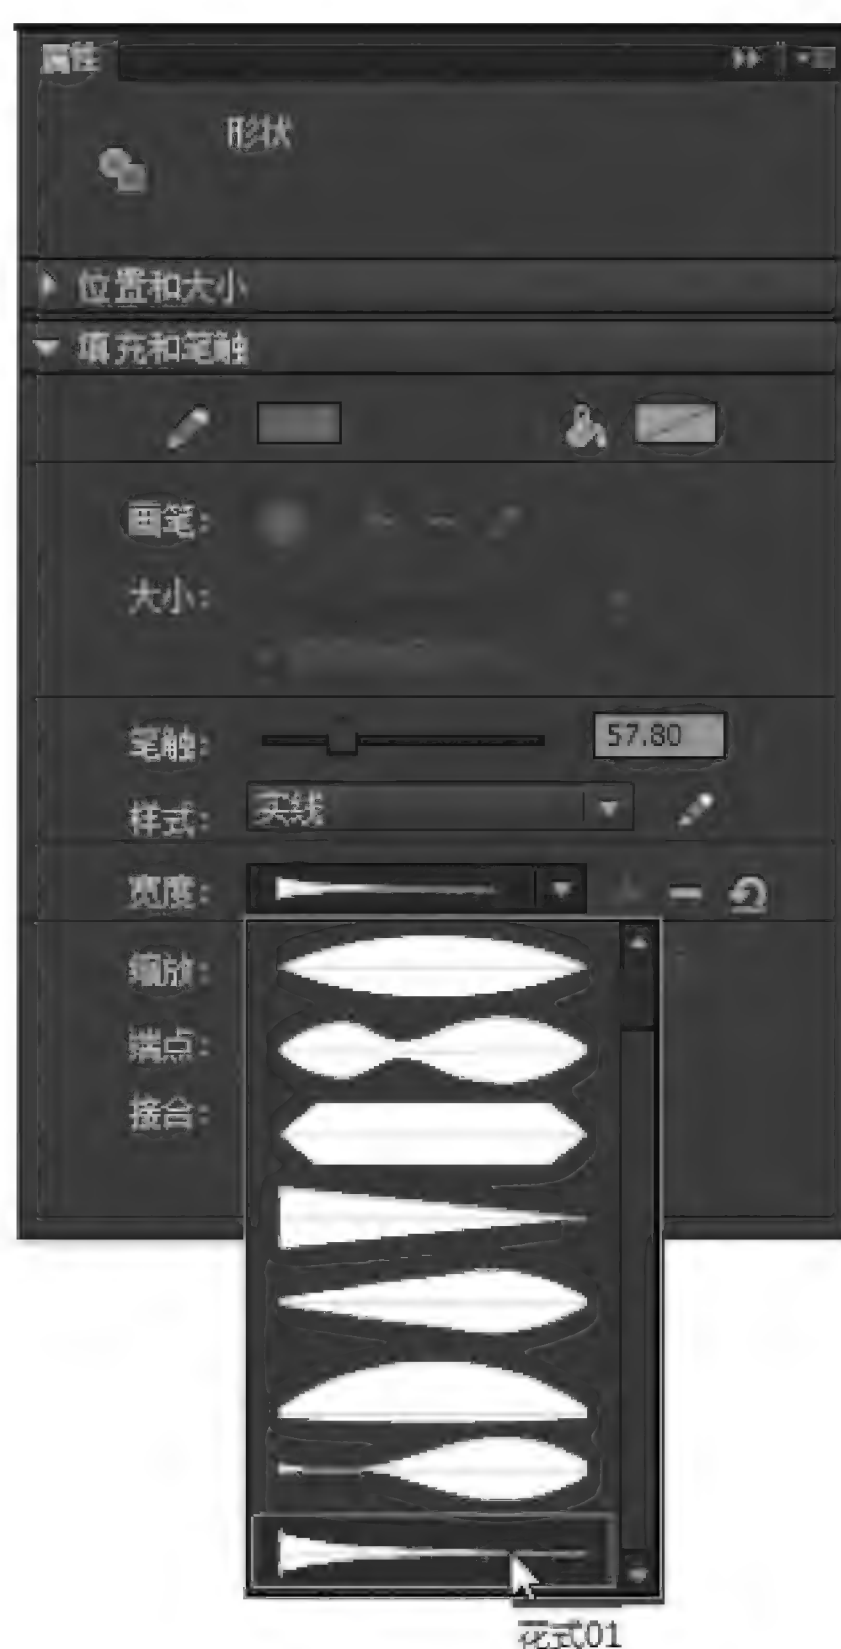 属性
形状
位置和大小
填充和笔触
画笔:
大小:
笔触: 57.80
样式: 实线
宽度:
缩放:
端点:
接合:
花式01